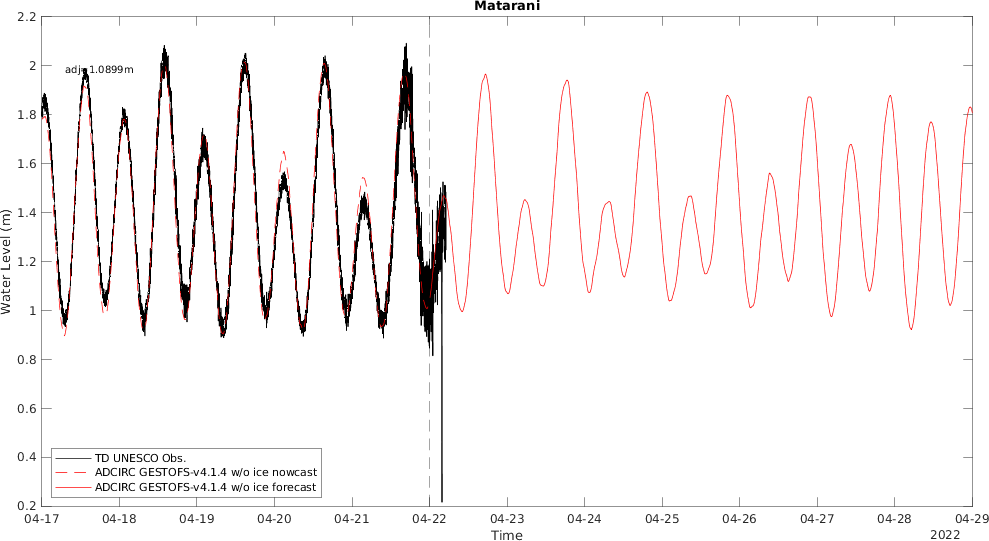 Matarani
2.2
2
1.8
1.6
1.4
1.2
1
0.8
0.6
0.4
0.2
Water Level (m)
adj=1.0899m
TD UNESCO Obs.
ADCIRC GESTOFS-v4.1.4 w/o ice nowcast
ADCIRC GESTOFS-v4.1.4 w/o ice forecast
04-17 04-18 04-19 04-20 04-21 04-22 04-23 04-24 04-25 04-26 04-27 04-28 04-29
Time
2022